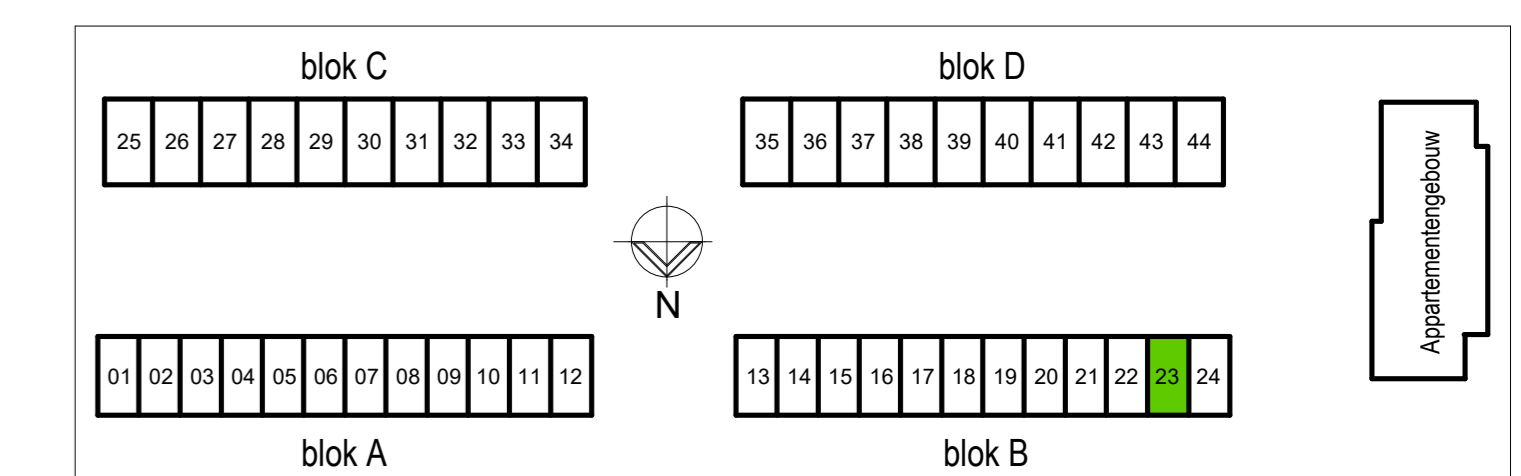 blok C
blok D
25 26 27 28 29 30 31 32 33 34
35 36 37 38 39 40 41 42 43 44
Appartementengebouw
N
01 02 03 04 05 06 07 08 09 10 11 12
13 14 15 16 17 18 19 20 21 22 23 24
blok A
blok B